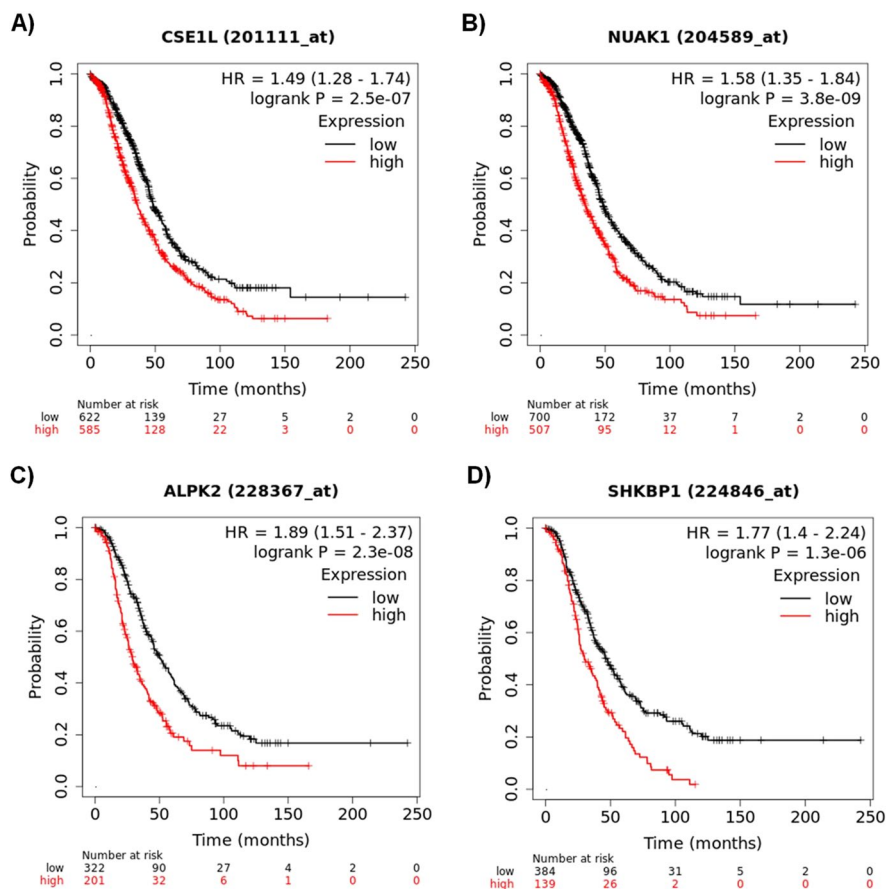 A)
CSE1L (201111_at)
HR = 1.49 (1.28 - 1.74)
logrank P = 2.5e-07
Expression
low
high
Probability
1.0
0.8
0.6
0.4
0.2
0.0
0 50 100 150 200 250
Time (months)
Number at risk
low 622 139 27 5 2 0
high 585 128 22 3 0 0
B)
NUAK1 (204589_at)
HR = 1.58 (1.35 - 1.84)
logrank P = 3.8e-09
Expression
low
high
Probability
1.0
0.8
0.6
0.4
0.2
0.0
0 50 100 150 200 250
Time (months)
Number at risk
low 700 172 37 7 2 0
high 507 95 12 1 0 0
C)
ALPK2 (228367_at)
HR = 1.89 (1.51 - 2.37)
logrank P = 2.3e-08
Expression
low
high
Probability
1.0
0.8
0.6
0.4
0.2
0.0
0 50 100 150 200 250
Time (months)
Number at risk
low 322 90 27 4 2 0
high 201 32 6 1 0 0
D)
SHKBP1 (224846_at)
HR = 1.77 (1.4 - 2.24)
logrank P = 1.3e-06
Expression
low
high
Probability
1.0
0.8
0.6
0.4
0.2
0.0
0 50 100 150 200 250
Time (months)
Number at risk
low 384 96 31 5 2 0
high 139 26 2 0 0 0